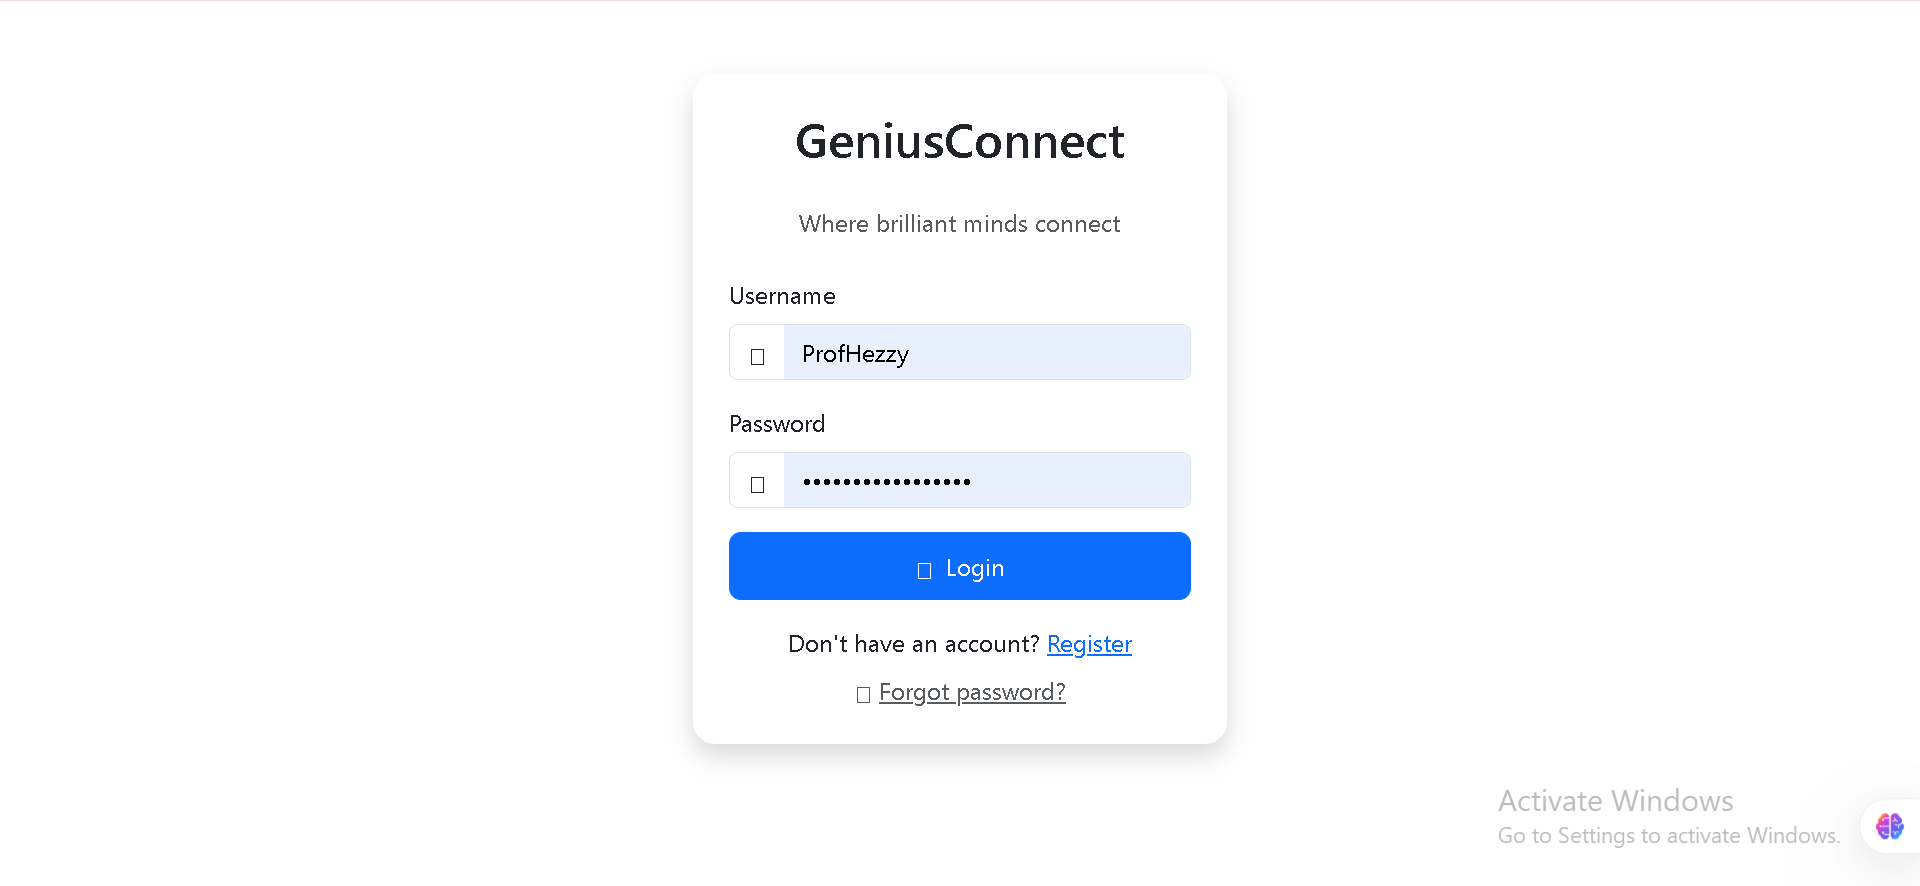 GeniusConnect
Where brilliant minds connect
Username
ProfHezzy
Password
•••••••••••••••••
Login
Don't have an account? Register
Forgot password?
Activate Windows
Go to Settings to activate Windows.